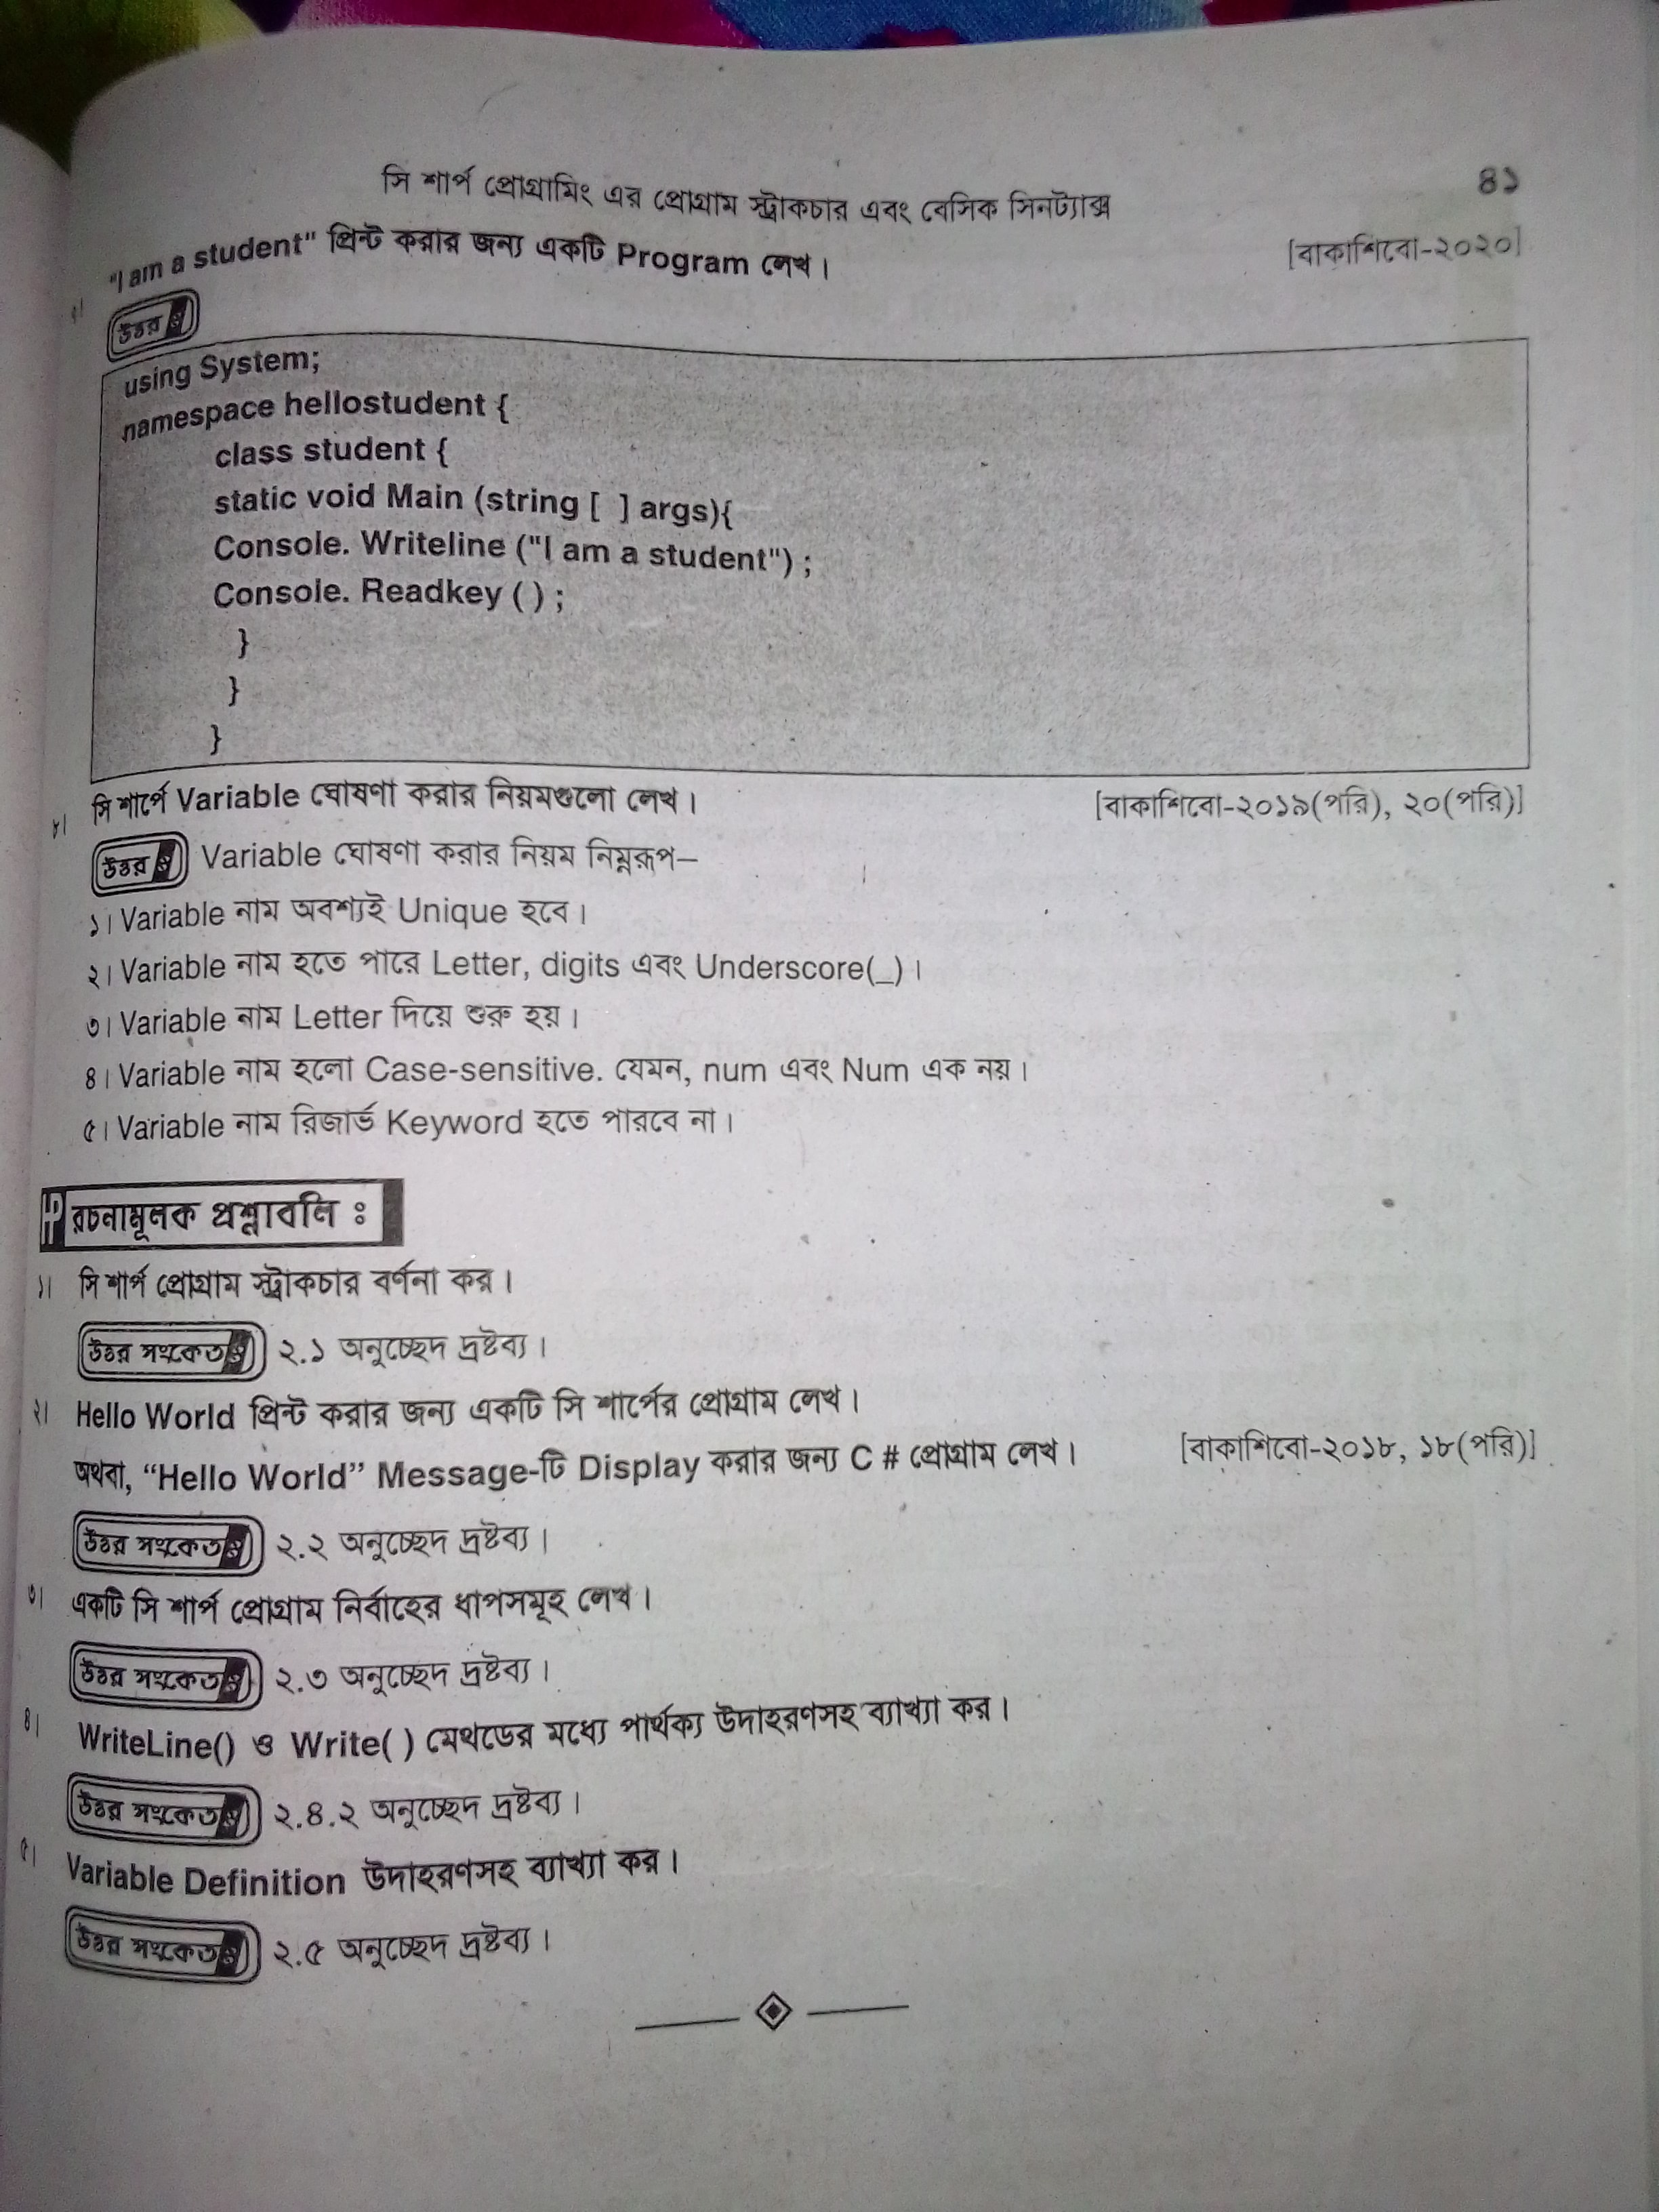 সি শার্প প্রোগ্রামিং এর প্রোগ্রাম স্ট্রাকচার এবং বেসিক সিনট্যাক্স ৪১
"I am a student" প্রিন্ট করার জন্য একটি Program লেখ। [বাকাশিবো-২০২০]
উত্তর ঃ
using System;
namespace hellostudent {
class student {
static void Main (string [ ] args){
Console. Writeline ("I am a student") ;
Console. Readkey ( ) ;
}
}
}
৮। সি শার্পে Variable ঘোষণা করার নিয়মগুলো লেখ। [বাকাশিবো-২০১৯(পরি), ২০(পরি)]
উত্তর ঃ Variable ঘোষণা করার নিয়ম নিম্নরূপ–
১। Variable নাম অবশ্যই Unique হবে।
২। Variable নাম হতে পারে Letter, digits এবং Underscore(_)।
৩। Variable নাম Letter দিয়ে শুরু হয়।
৪। Variable নাম হলো Case-sensitive. যেমন, num এবং Num এক নয়।
৫। Variable নাম রিজার্ভ Keyword হতে পারবে না।
রচনামূলক প্রশ্নাবলি ঃ
১। সি শার্প প্রোগ্রাম স্ট্রাকচার বর্ণনা কর।
উত্তর সংকেত ঃ ২.১ অনুচ্ছেদ দ্রষ্টব্য।
২। Hello World প্রিন্ট করার জন্য একটি সি শার্পের প্রোগ্রাম লেখ।
অথবা, “Hello World” Message-টি Display করার জন্য C # প্রোগ্রাম লেখ। [বাকাশিবো-২০১৮, ১৮(পরি)]
উত্তর সংকেত ঃ ২.২ অনুচ্ছেদ দ্রষ্টব্য।
৩। একটি সি শার্প প্রোগ্রাম নির্বাহের ধাপসমূহ লেখ।
উত্তর সংকেত ঃ ২.৩ অনুচ্ছেদ দ্রষ্টব্য।
৪। WriteLine() ও Write( ) মেথডের মধ্যে পার্থক্য উদাহরণসহ ব্যাখ্যা কর।
উত্তর সংকেত ঃ ২.৪.২ অনুচ্ছেদ দ্রষ্টব্য।
৫। Variable Definition উদাহরণসহ ব্যাখ্যা কর।
উত্তর সংকেত ঃ ২.৫ অনুচ্ছেদ দ্রষ্টব্য।